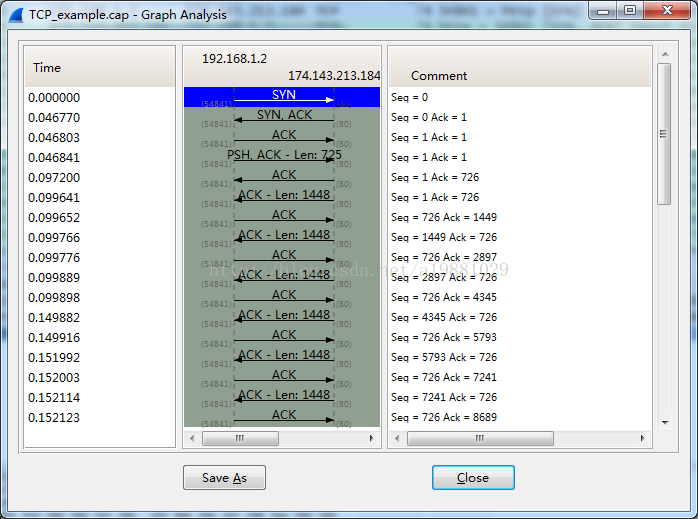 TCP_example.cap - Graph Analysis
Time 192.168.1.2 174.143.213.184 Comment
0.000000 SYN (54841) (80) Seq = 0
0.046770 SYN, ACK (54841) (80) Seq = 0 Ack = 1
0.046803 ACK (54841) (80) Seq = 1 Ack = 1
0.046841 PSH, ACK - Len: 725 (54841) (80) Seq = 1 Ack = 1
0.097200 ACK (54841) (80) Seq = 1 Ack = 726
0.099641 ACK - Len: 1448 (54841) (80) Seq = 1 Ack = 726
0.099652 ACK (54841) (80) Seq = 726 Ack = 1449
0.099766 ACK - Len: 1448 (54841) (80) Seq = 1449 Ack = 726
0.099776 ACK (54841) (80) Seq = 726 Ack = 2897
0.099889 ACK - Len: 1448 (54841) (80) Seq = 2897 Ack = 726
0.099898 ACK (54841) (80) Seq = 726 Ack = 4345
0.149882 ACK - Len: 1448 (54841) (80) Seq = 4345 Ack = 726
0.149916 ACK (54841) (80) Seq = 726 Ack = 5793
0.151992 ACK - Len: 1448 (54841) (80) Seq = 5793 Ack = 726
0.152003 ACK (54841) (80) Seq = 726 Ack = 7241
0.152114 ACK - Len: 1448 (54841) (80) Seq = 7241 Ack = 726
0.152123 ACK (54841) (80) Seq = 726 Ack = 8689
Save As Close